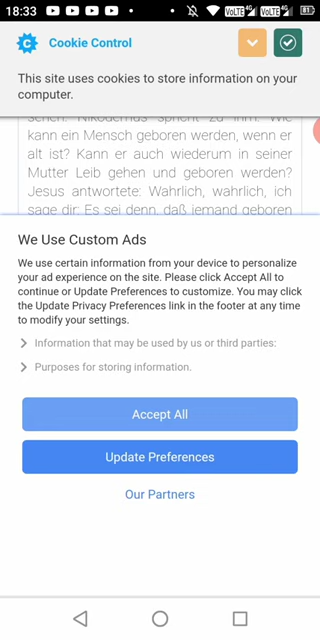 18:33
VoLTE 4G VoLTE 4G 81
C Cookie Control
This site uses cookies to store information on your
computer.
sehen. Nikodemus spricht zu ihm: Wie
kann ein Mensch geboren werden, wenn er
alt ist? Kann er auch wiederum in seiner
Mutter Leib gehen und geboren werden?
Jesus antwortete: Wahrlich, wahrlich, ich
sage dir: Es sei denn, daß jemand geboren
We Use Custom Ads
We use certain information from your device to personalize
your ad experience on the site. Please click Accept All to
continue or Update Preferences to customize. You may click
the Update Privacy Preferences link in the footer at any time
to modify your settings.
Information that may be used by us or third parties:
Purposes for storing information.
Accept All
Update Preferences
Our Partners